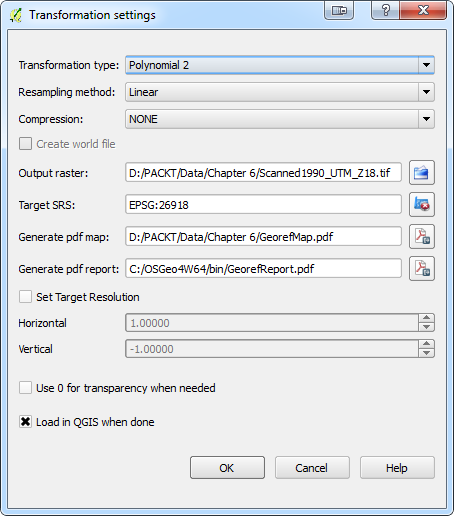 Transformation settings
?
Transformation type: Polynomial 2
Resampling method: Linear
Compression: NONE
Create world file
Output raster: D:/PACKT/Data/Chapter 6/Scanned1990_UTM_Z18.tif
Target SRS: EPSG:26918
Generate pdf map: D:/PACKT/Data/Chapter 6/GeorefMap.pdf
Generate pdf report: C:/OSGeo4W64/bin/GeorefReport.pdf
Set Target Resolution
Horizontal 1.00000
Vertical -1.00000
Use 0 for transparency when needed
Load in QGIS when done
OK Cancel Help